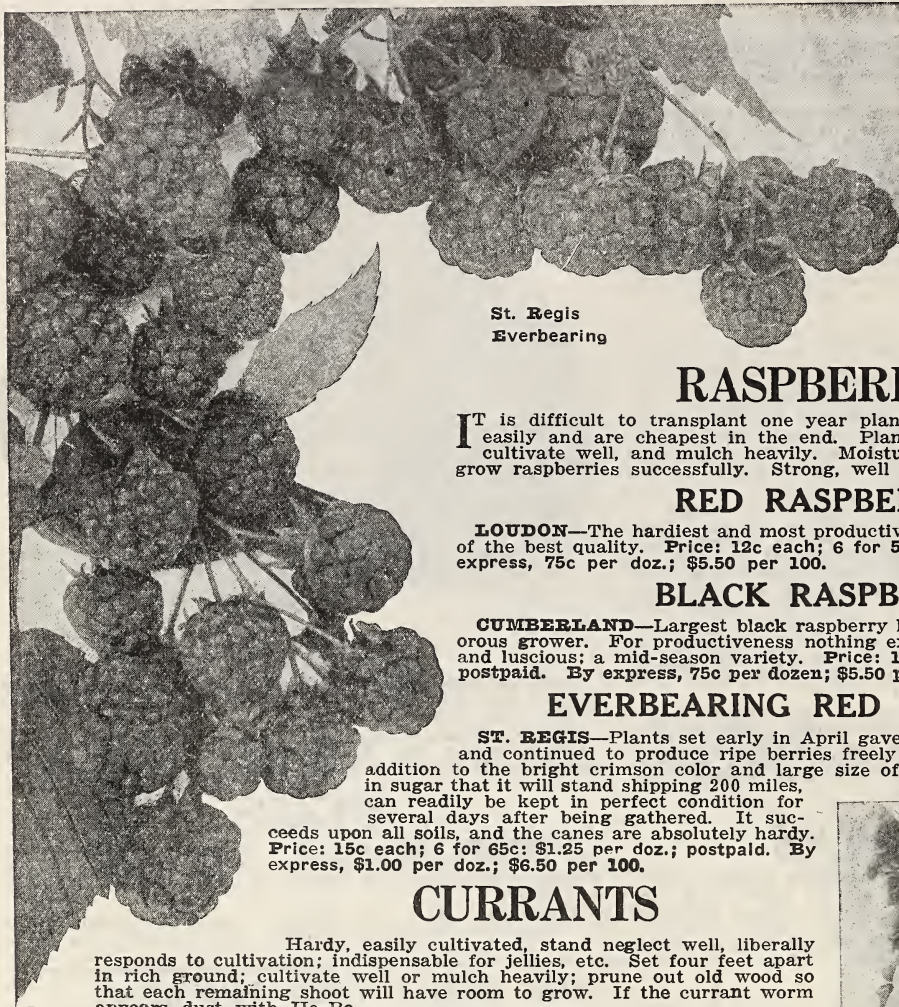 St. Regis
Everbearing
RASPBER
IT is difficult to transplant one year plan
easily and are cheapest in the end. Plan
cultivate well, and mulch heavily. Moistu
grow raspberries successfully. Strong, well
RED RASPBE
LOUDON—The hardiest and most productiv
of the best quality. Price: 12c each; 6 for 5
express, 75c per doz.; $5.50 per 100.
BLACK RASPB
CUMBERLAND—Largest black raspberry
orous grower. For productiveness nothing e
and luscious; a mid-season variety. Price: 1
postpaid. By express, 75c per dozen; $5.50 p
EVERBEARING RED
ST. REGIS—Plants set early in April gave
and continued to produce ripe berries freely
addition to the bright crimson color and large size of
in sugar that it will stand shipping 200 miles,
can readily be kept in perfect condition for
several days after being gathered. It suc-
ceeds upon all soils, and the canes are absolutely hardy.
Price: 15c each; 6 for 65c: $1.25 per doz.; postpaid. By
express, $1.00 per doz.; $6.50 per 100.
CURRANTS
Hardy, easily cultivated, stand neglect well, liberally
responds to cultivation; indispensable for jellies, etc. Set four feet apart
in rich ground; cultivate well or mulch heavily; prune out old wood so
that each remaining shoot will have room to grow. If the currant worm
appears, dust with